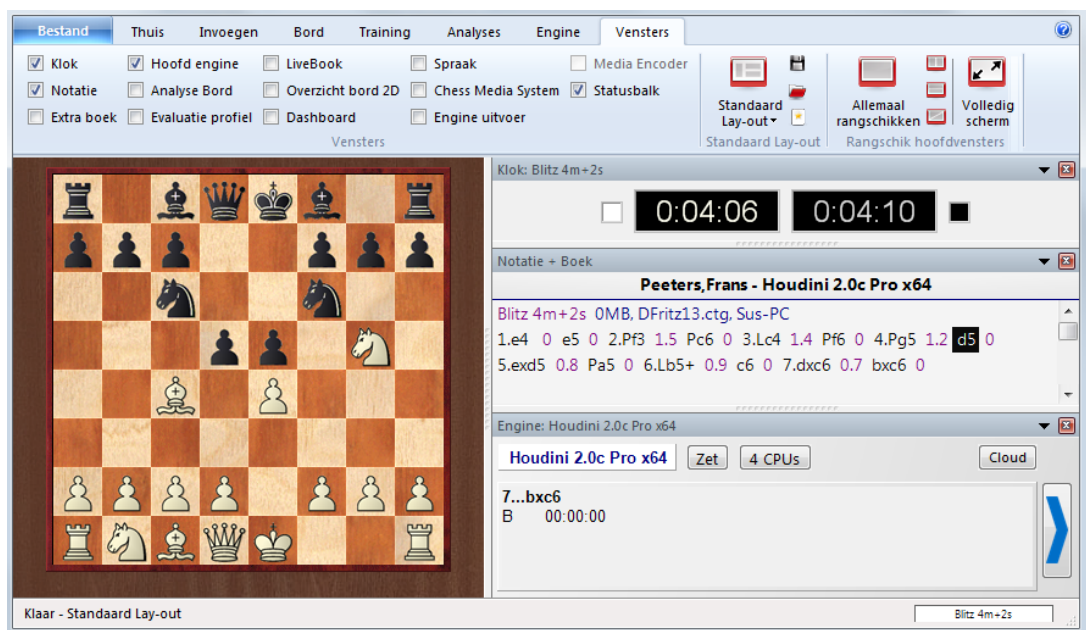 Bestand Thuis Invoegen Bord Training Analyses Engine Vensters
Klok Hoofd engine LiveBook Spraak Media Encoder
Notatie Analyse Bord Overzicht bord 2D Chess Media System Statusbalk
Extra boek Evaluatie profiel Dashboard Engine uitvoer
Standaard
Lay-out
Allemaal
rangschikken
Volledig
scherm
Vensters Standaard Lay-out Rangschik hoofdvensters
Klok: Blitz 4m+2s
0:04:06 0:04:10
Notatie + Boek
Peeters,Frans - Houdini 2.0c Pro x64
Blitz 4m+2s 0MB, DFritz13.ctg, Sus-PC
1.e4 0 e5 0 2.Pf3 1.5 Pc6 0 3.Lc4 1.4 Pf6 0 4.Pg5 1.2 d5 0
5.exd5 0.8 Pa5 0 6.Lb5+ 0.9 c6 0 7.dxc6 0.7 bxc6 0
Engine: Houdini 2.0c Pro x64
Houdini 2.0c Pro x64 Zet 4 CPUs Cloud
7...bxc6
B 00:00:00
Klaar - Standaard Lay-out Blitz 4m+2s